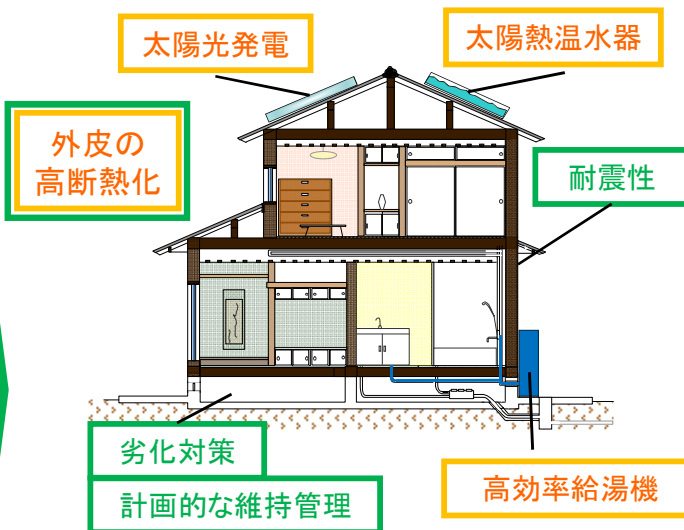 太陽光発電
太陽熱温水器
外皮の
高断熱化
耐震性
劣化対策
計画的な維持管理
高効率給湯機